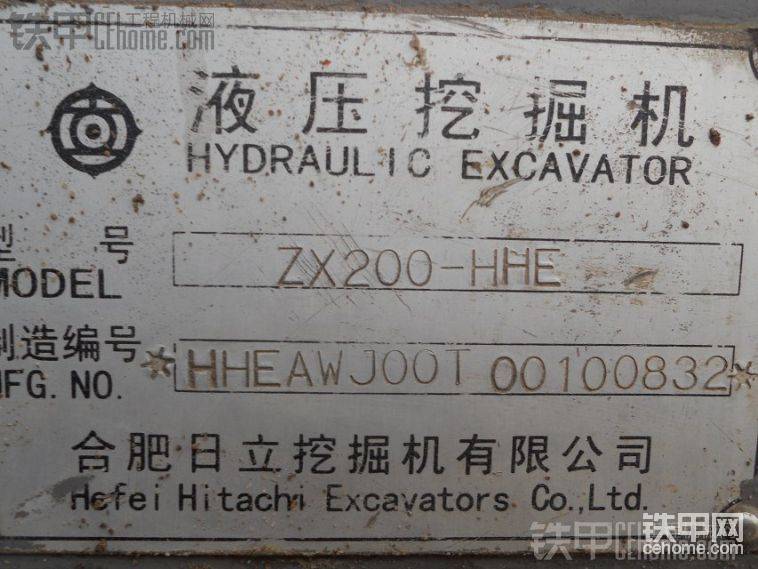 铁甲 工程机械网
CEhome.com
液压挖掘机
HYDRAULIC EXCAVATOR
型号
MODEL ZX200-HHE
制造编号
MFG. NO. *HHEAWJ00T00100832*
合肥日立挖掘机有限公司
Hefei Hitachi Excavators Co.,Ltd.
铁甲网
cehome.com